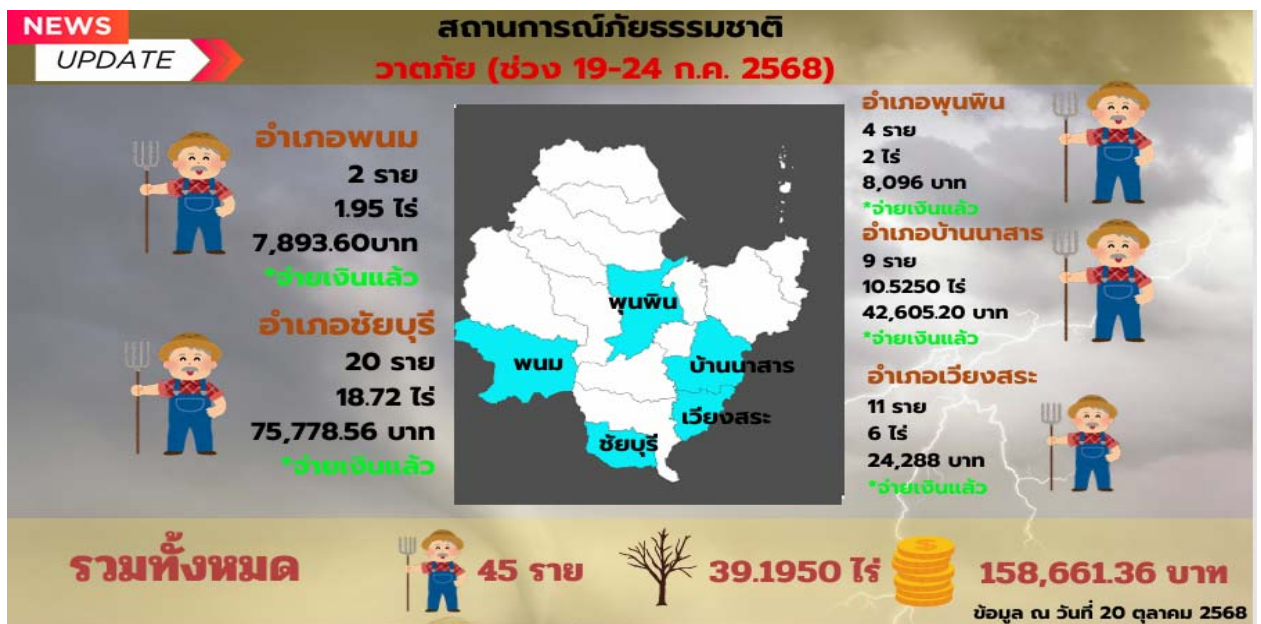 NEWS
UPDATE
สถานการณ์ภัยธรรมชาติ
วาตภัย (ช่วง 19-24 ก.ค. 2568)
อำเภอพนม
2 ราย
1.95 ไร่
7,893.60บาท
*จ่ายเงินแล้ว
อำเภอชัยบุรี
20 ราย
18.72 ไร่
75,778.56 บาท
*จ่ายเงินแล้ว
พุนพิน
พนม
บ้านนาสาร
เวียงสระ
ชัยบุรี
อำเภอพุนพิน
4 ราย
2 ไร่
8,096 บาท
*จ่ายเงินแล้ว
อำเภอบ้านนาสาร
9 ราย
10.5250 ไร่
42,605.20 บาท
*จ่ายเงินแล้ว
อำเภอเวียงสระ
11 ราย
6 ไร่
24,288 บาท
*จ่ายเงินแล้ว
รวมทั้งหมด
45 ราย
39.1950 ไร่
158,661.36 บาท
ข้อมูล ณ วันที่ 20 ตุลาคม 2568